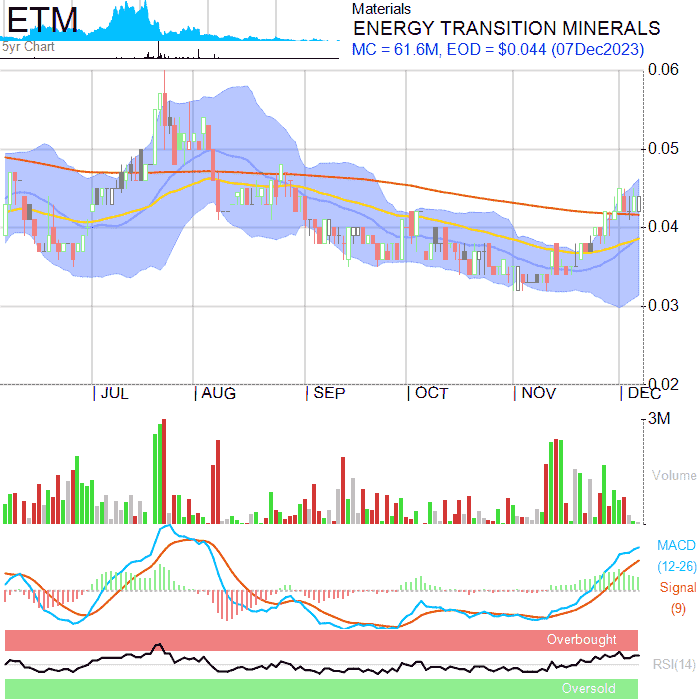 ETM
5yr Chart
Materials
ENERGY TRANSITION MINERALS
MC = 61.6M, EOD = $0.044 (07Dec2023)
0.06
0.05
0.04
0.03
0.02
JUL AUG SEP OCT NOV DEC
3M
Volume
MACD
(12-26)
Signal
(9)
Overbought
RSI(14)
Oversold